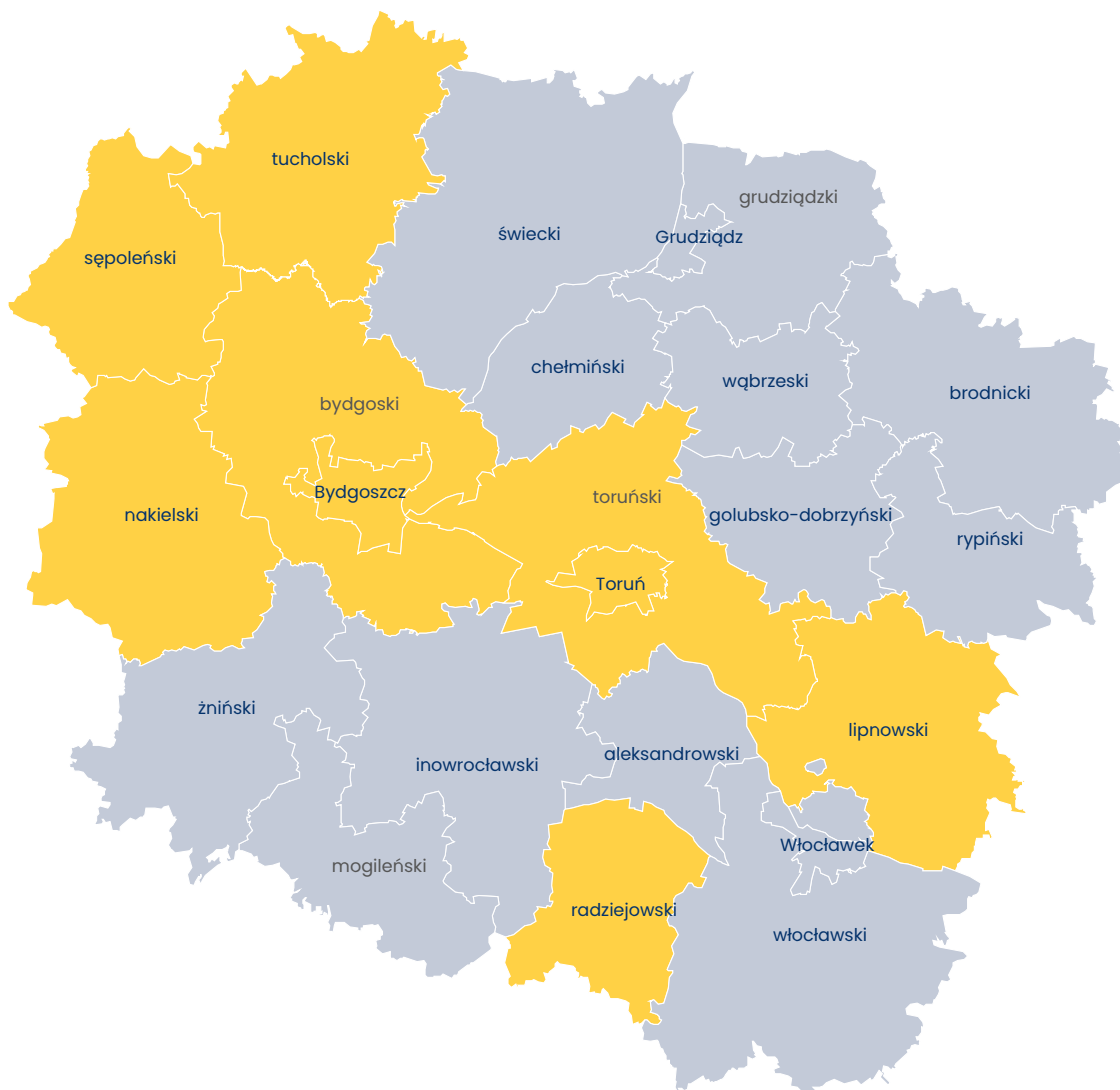 tucholski
grudziądzki
świecki
Grudziądz
sępoleński
chełmiński
wąbrzeski
brodnicki
bydgoski
Bydgoszcz
toruński
nakielski
golubsko-dobrzyński
rypiński
Toruń
żniński
lipnowski
aleksandrowski
inowrocławski
Włocławek
mogileński
radziejowski
włocławski